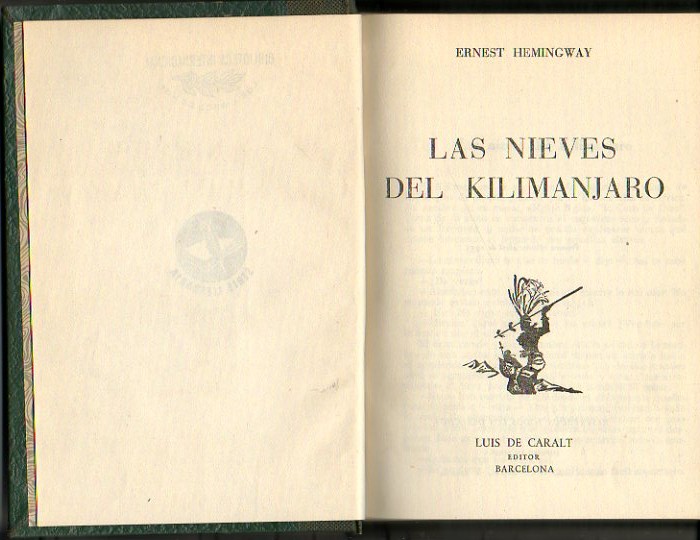 ERNEST HEMINGWAY
LAS NIEVES
DEL KILIMANJARO
LUIS DE CARALT
EDITOR
BARCELONA